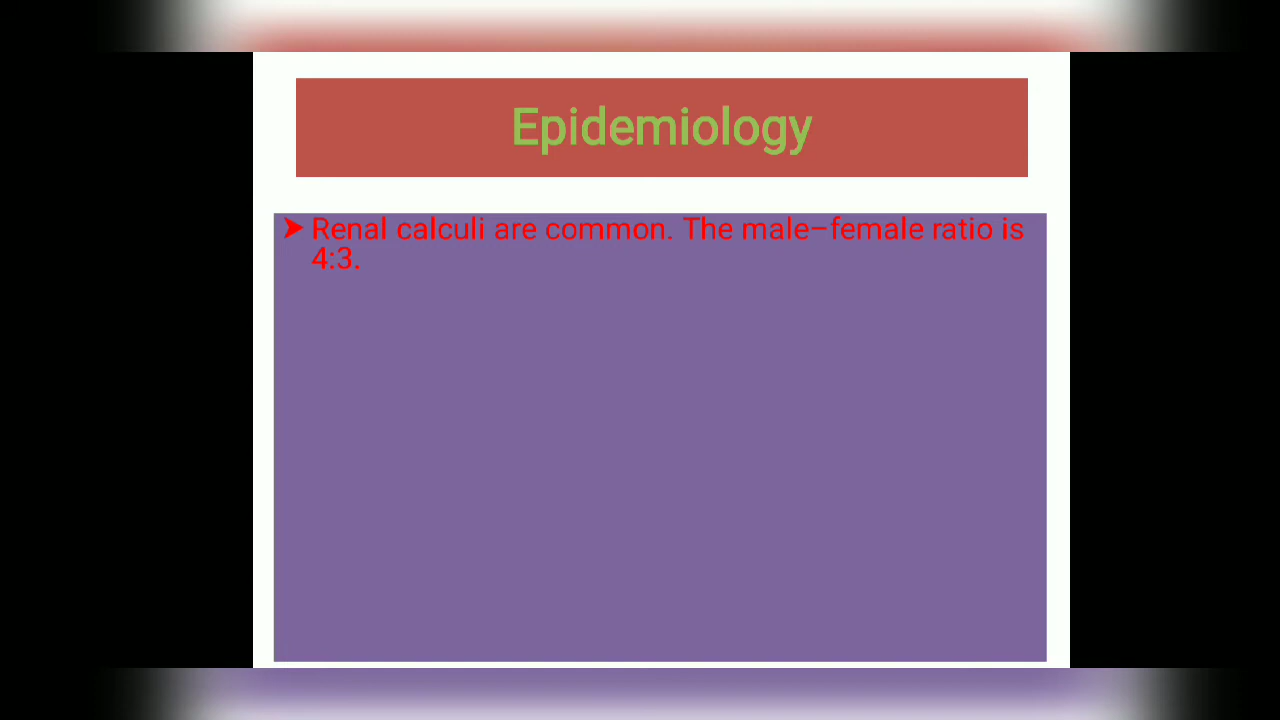 Epidemiology
➤ Renal calculi are common. The male–female ratio is
4:3.